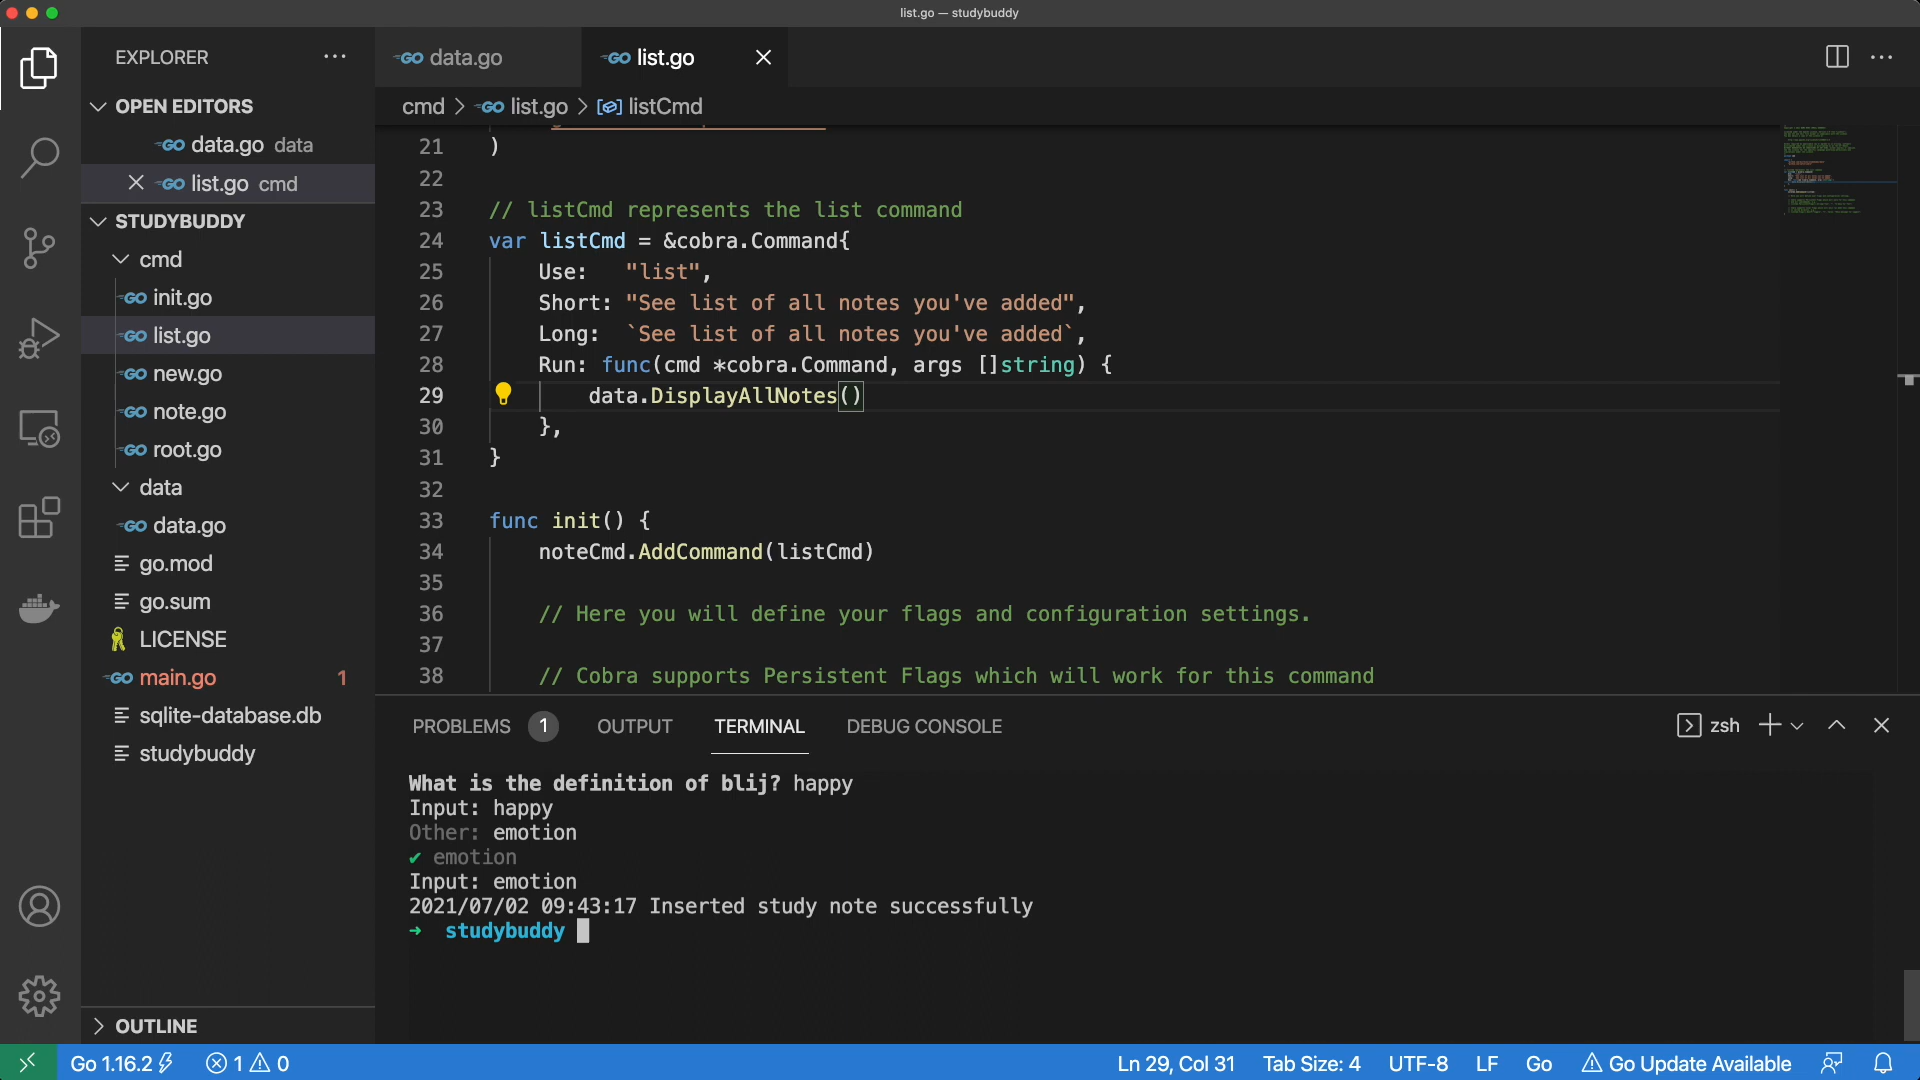 list.go — studybuddy
EXPLORER
data.go
list.go
OPEN EDITORS
cmd > list.go > listCmd
data.go data
list.go cmd
STUDYBUDDY
cmd
init.go
list.go
new.go
note.go
root.go
data
data.go
go.mod
go.sum
LICENSE
main.go 1
sqlite-database.db
studybuddy
OUTLINE
21 )
22
23 // listCmd represents the list command
24 var listCmd = &cobra.Command{
25 Use: "list",
26 Short: "See list of all notes you've added",
27 Long: `See list of all notes you've added`,
28 Run: func(cmd *cobra.Command, args []string) {
29 data.DisplayAllNotes()
30 },
31 }
32
33 func init() {
34 noteCmd.AddCommand(listCmd)
35
36 // Here you will define your flags and configuration settings.
37
38 // Cobra supports Persistent Flags which will work for this command
PROBLEMS 1 OUTPUT TERMINAL DEBUG CONSOLE zsh
What is the definition of blij? happy
Input: happy
Other: emotion
✔ emotion
Input: emotion
2021/07/02 09:43:17 Inserted study note successfully
➜ studybuddy
Go 1.16.2 1 0 Ln 29, Col 31 Tab Size: 4 UTF-8 LF Go Go Update Available